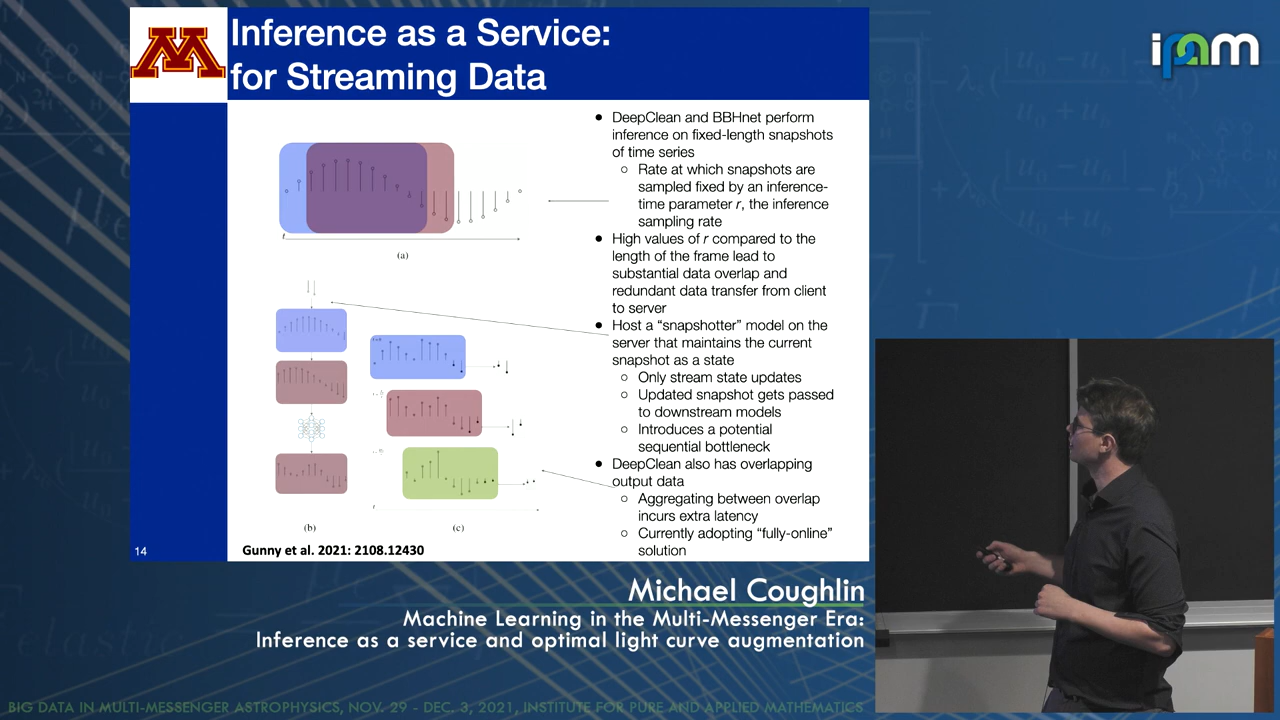 Inference as a Service:
for Streaming Data
ipam
M
DeepClean and BBHnet perform
inference on fixed-length snapshots
of time series
Rate at which snapshots are
sampled fixed by an inference-
time parameter r, the inference
sampling rate
High values of r compared to the
length of the frame lead to
substantial data overlap and
redundant data transfer from client
to server
Host a “snapshotter” model on the
server that maintains the current
snapshot as a state
Only stream state updates
Updated snapshot gets passed
to downstream models
Introduces a potential
sequential bottleneck
DeepClean also has overlapping
output data
Aggregating between overlap
incurs extra latency
Currently adopting “fully-online”
solution
(a)
(b)
(c)
14
Gunny et al. 2021: 2108.12430
Michael Coughlin
Machine Learning in the Multi-Messenger Era:
Inference as a service and optimal light curve augmentation
BIG DATA IN MULTI-MESSENGER ASTROPHYSICS, NOV. 29 - DEC. 3, 2021, INSTITUTE FOR PURE AND APPLIED MATHEMATICS